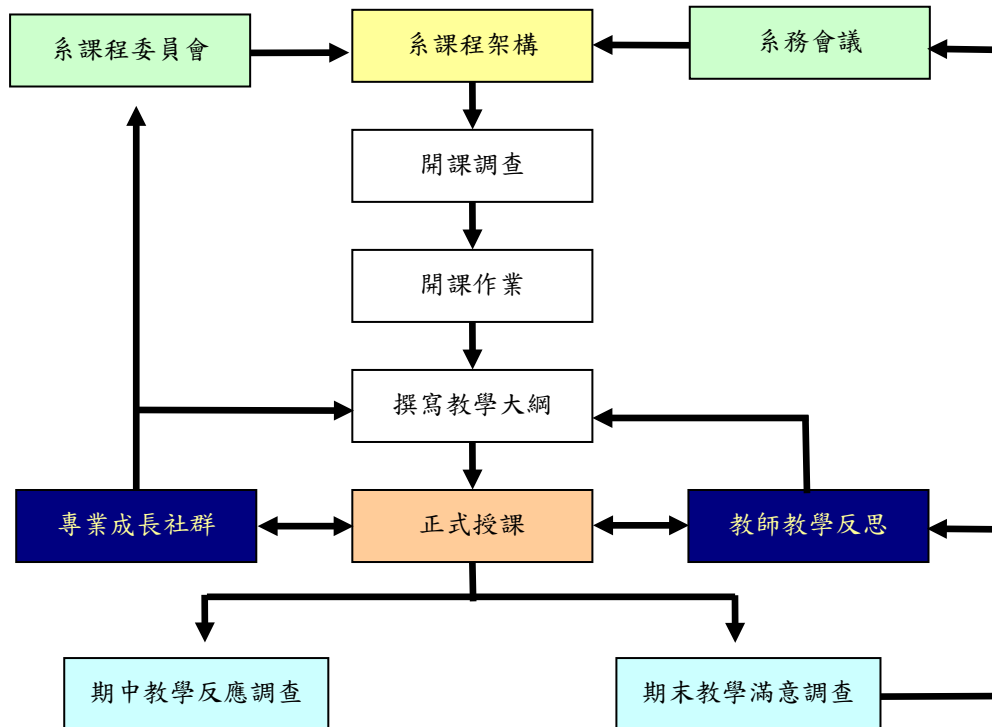 系課程委員會
系課程架構
系務會議
開課調查
開課作業
撰寫教學大綱
專業成長社群
正式授課
教師教學反思
期中教學反應調查
期末教學滿意調查